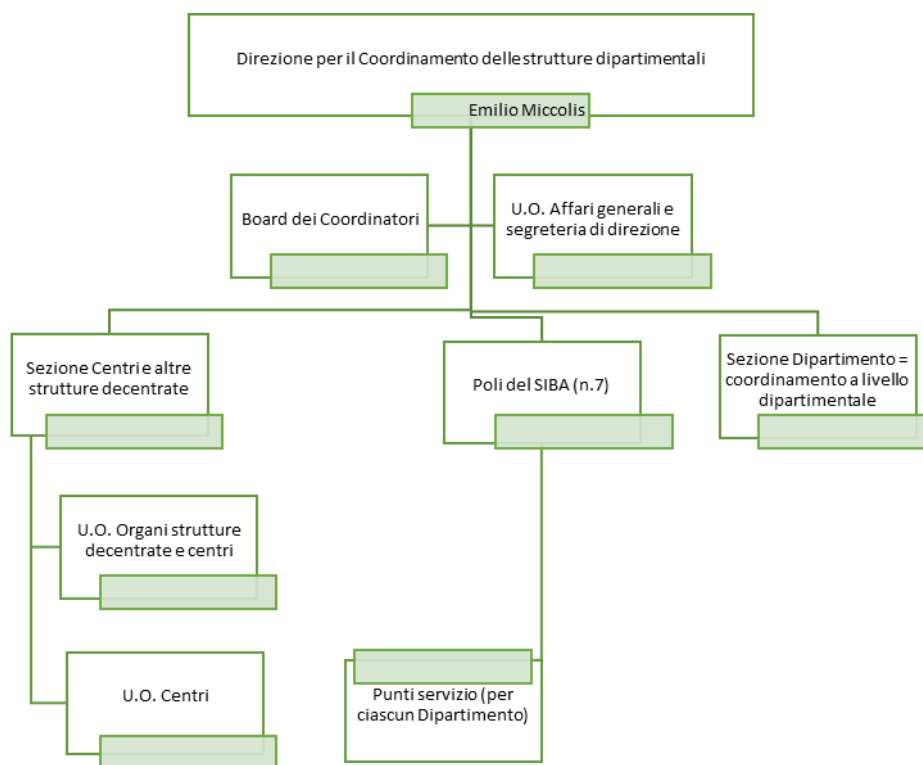 Direzione per il Coordinamento delle strutture dipartimentali
Emilio Miccolis
Board dei Coordinatori
U.O. Affari generali e
segreteria di direzione
Sezione Centri e altre
strutture decentrate
Poli del SIBA (n.7)
Sezione Dipartimento =
coordinamento a livello
dipartimentale
U.O. Organi strutture
decentrate e centri
U.O. Centri
Punti servizio (per
ciascun Dipartimento)